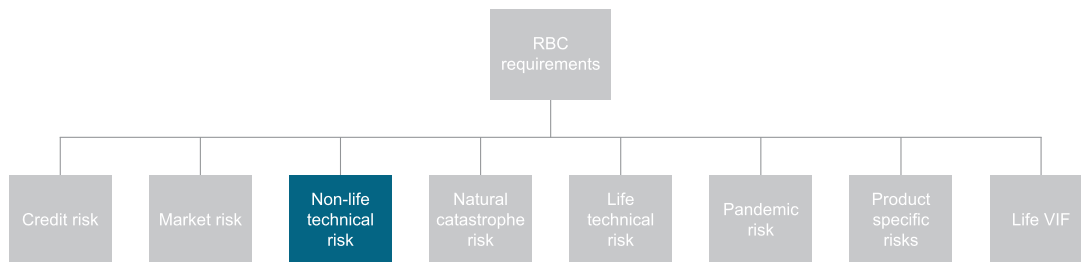 RBC
requirements
Credit risk
Market risk
Non-life
technical
risk
Natural
catastrophe
risk
Life
technical
risk
Pandemic
risk
Product
specific
risks
Life VIF